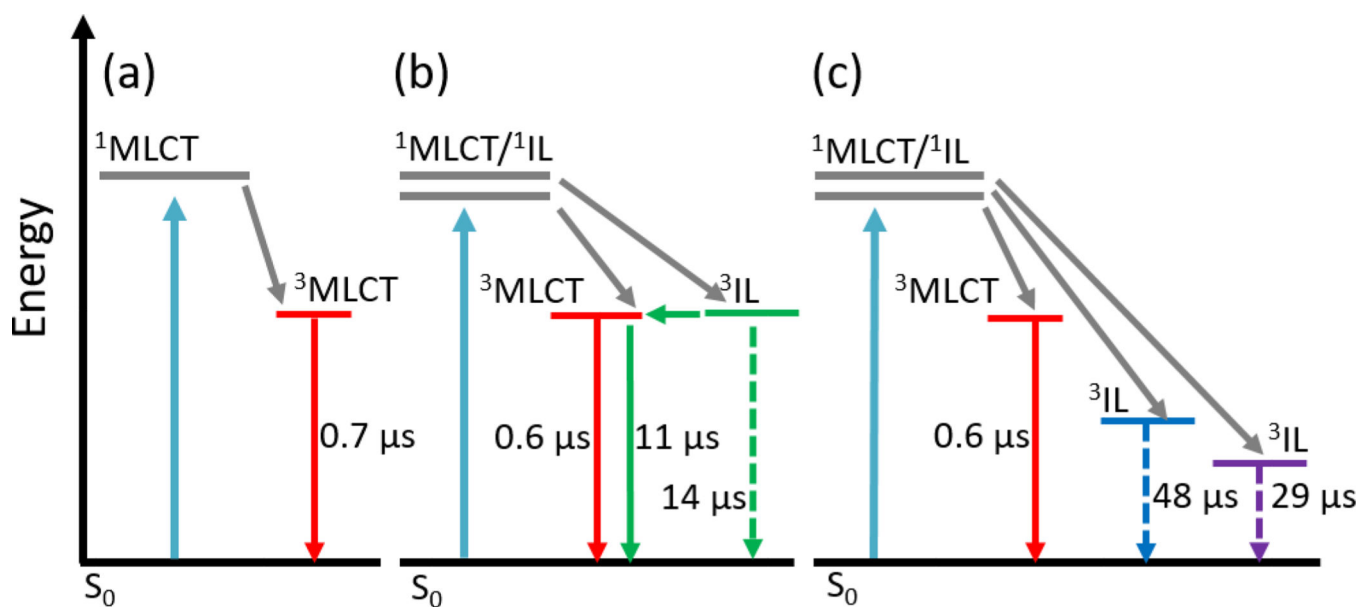 Energy
(a)
¹MLCT
³MLCT
0.7 µs
S₀
(b)
¹MLCT/¹IL
³MLCT
³IL
0.6 µs
11 µs
14 µs
S₀
(c)
¹MLCT/¹IL
³MLCT
³IL
³IL
0.6 µs
48 µs
29 µs